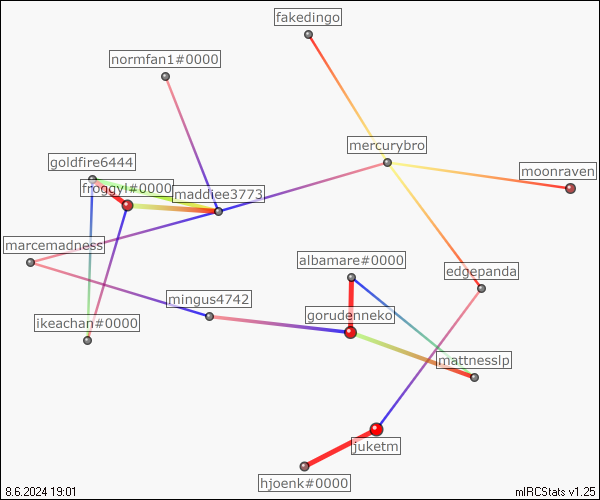 fakedingo
normfan1#0000
mercurybro
goldfire6444
moonraven
froggyl#0000
maddiee3773
marcemadness
albamare#0000
edgepanda
mingus4742
gorudenneko
ikeachan#0000
mattnesslp
juketm
hjoenk#0000
8.6.2024 19:01
mIRCStats v1.25